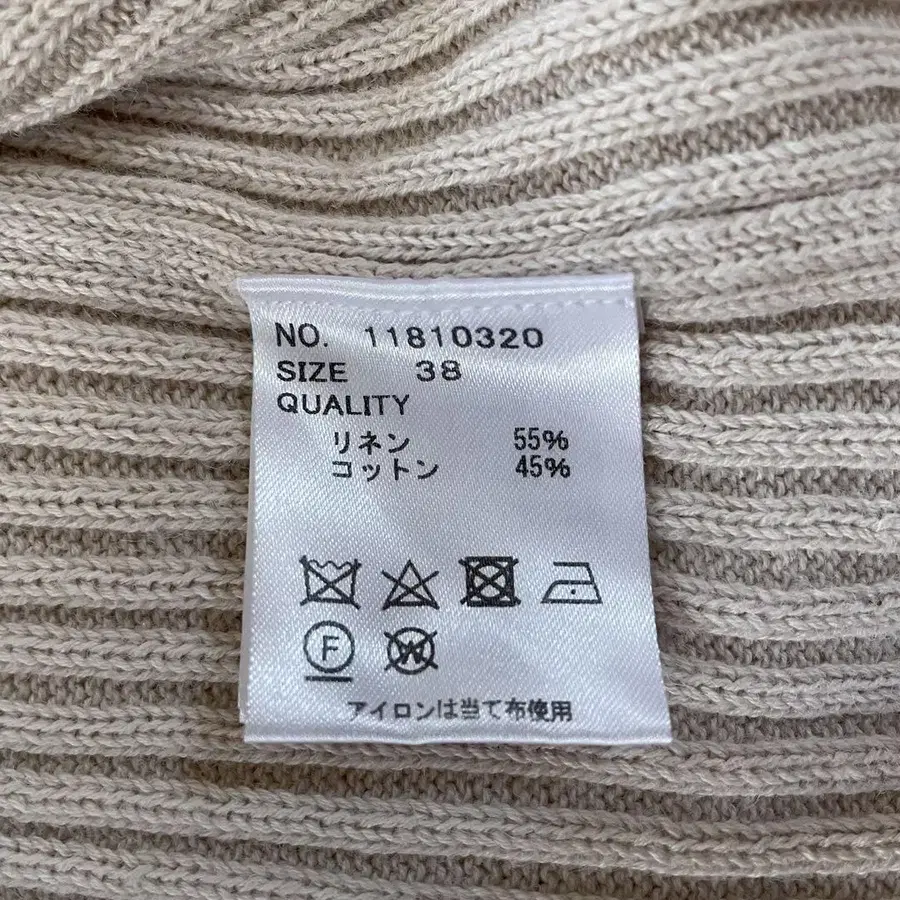 NO. 11810320
SIZE 38
QUALITY
リネン 55%
コットン 45%
F W
アイロンは当て布使用